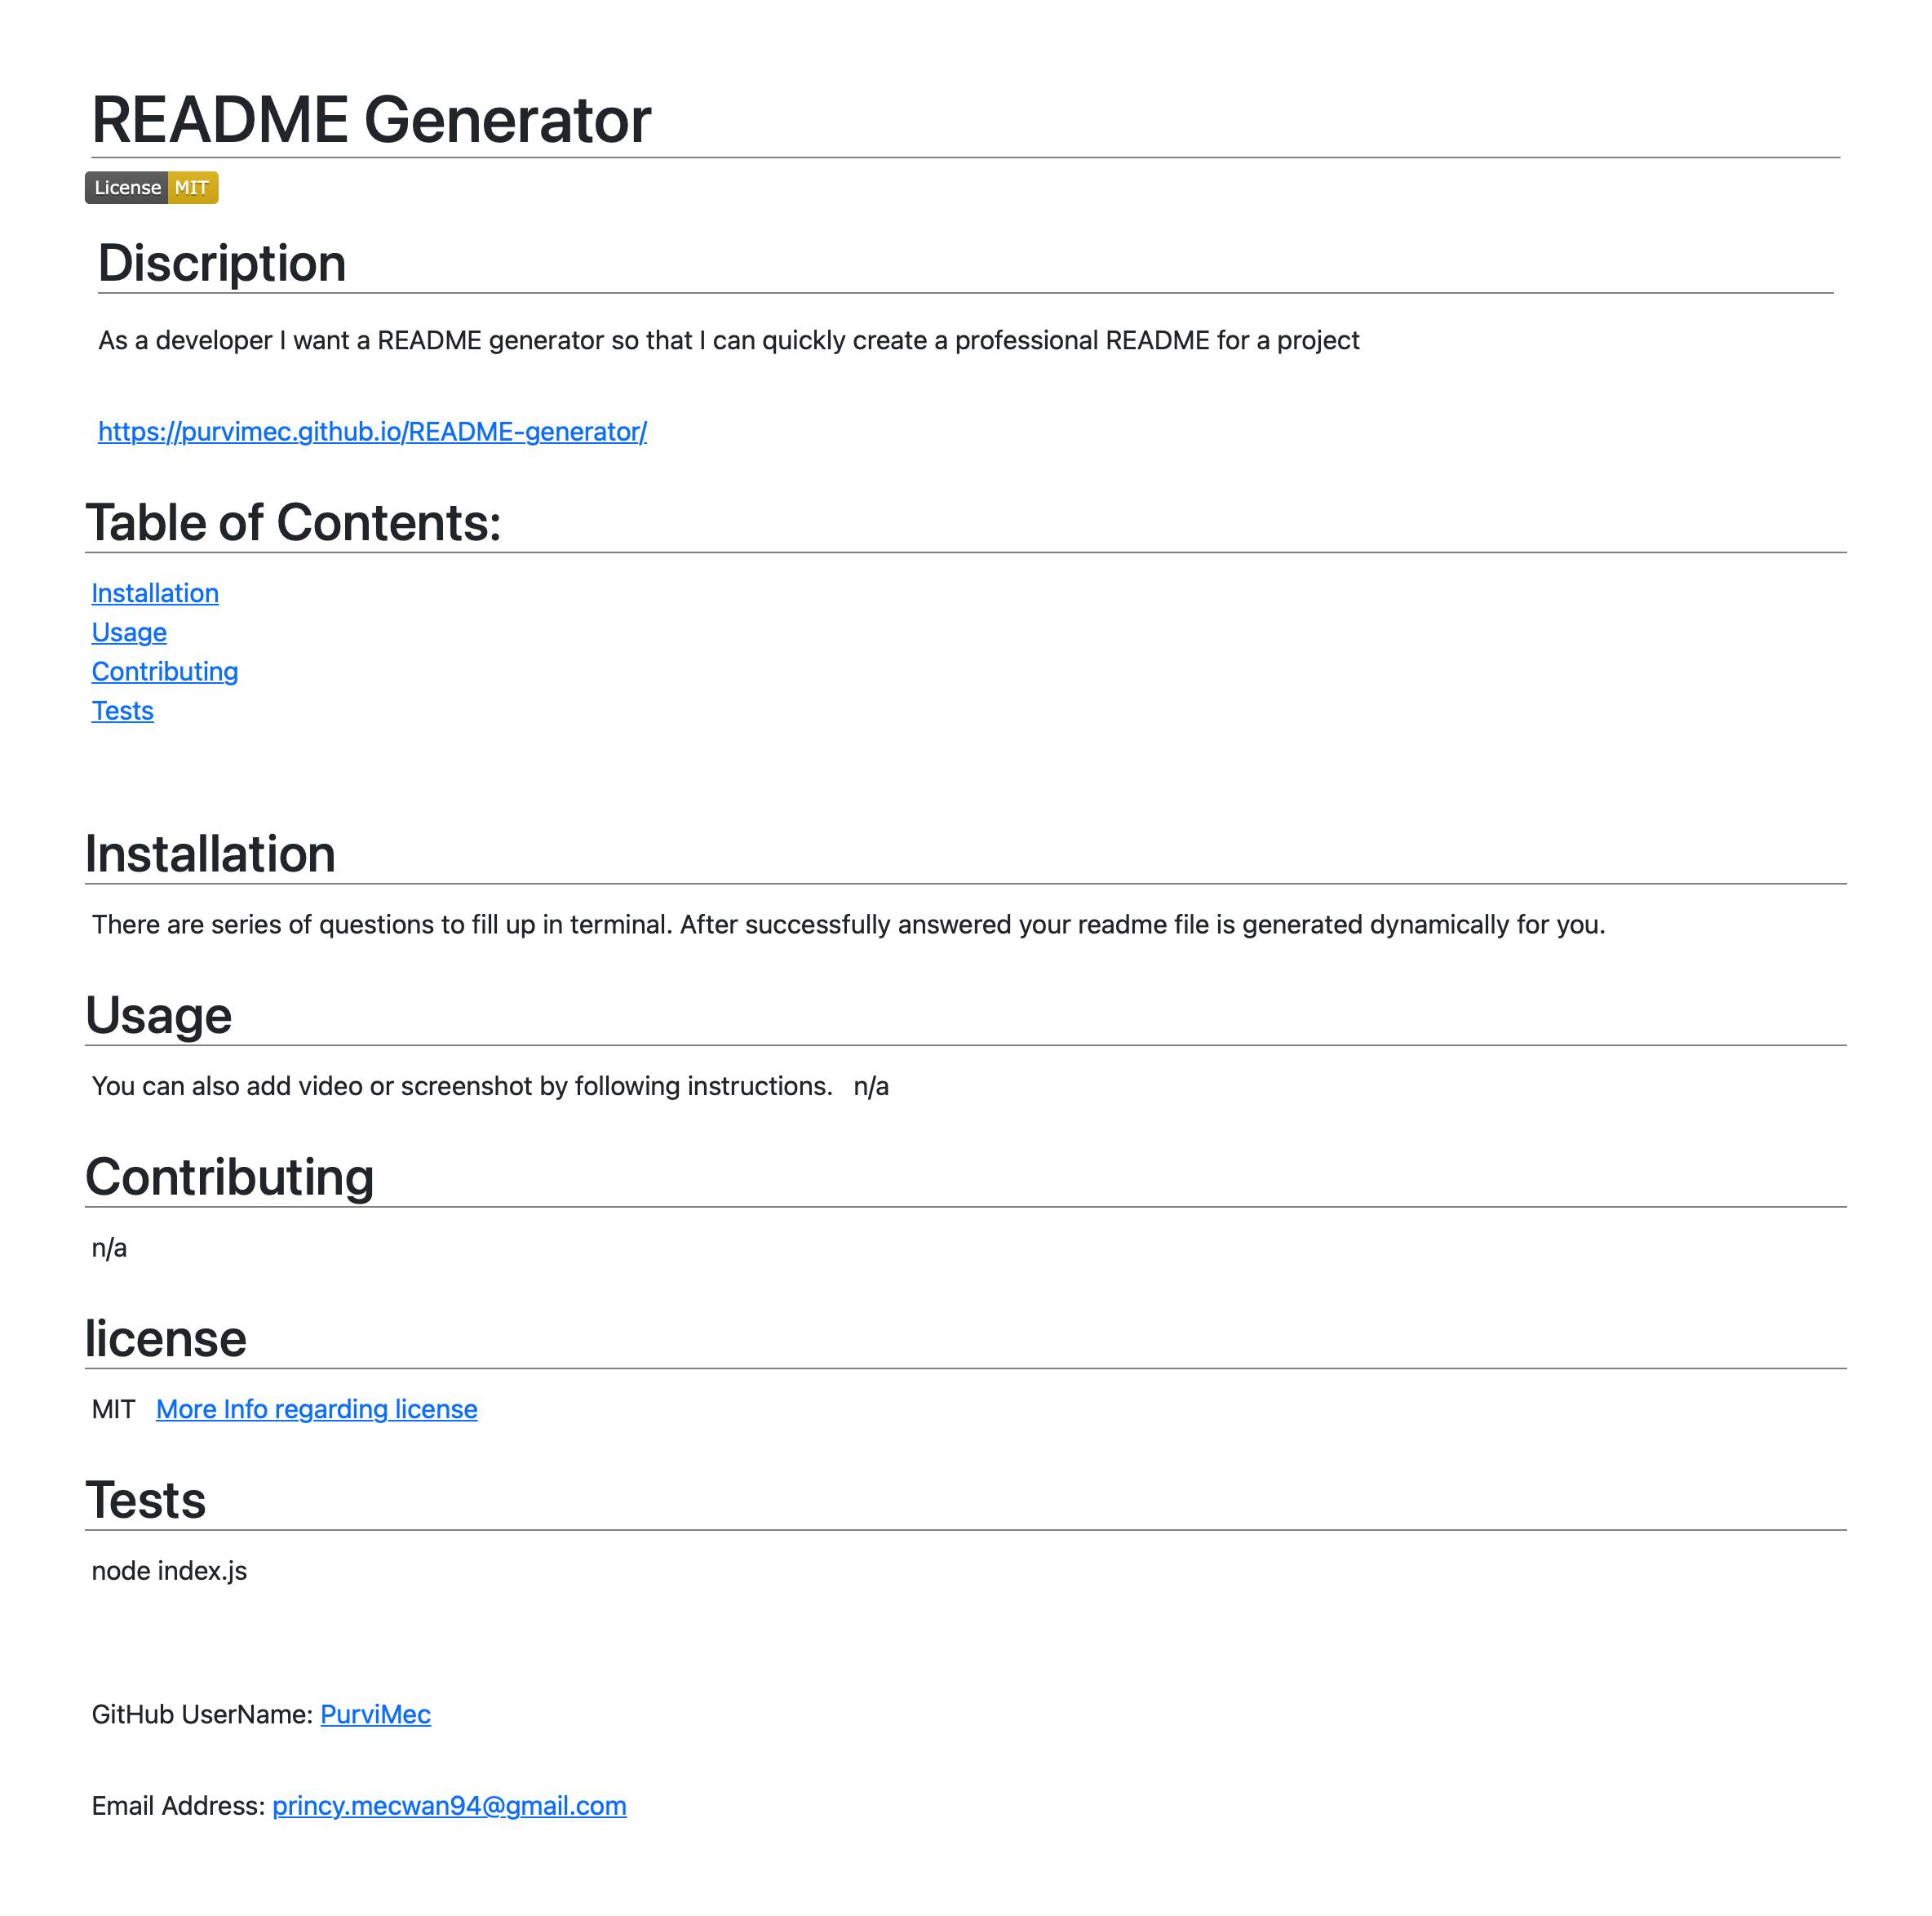 README Generator
License MIT
Discription
As a developer I want a README generator so that I can quickly create a professional README for a project
https://purvimec.github.io/README-generator/
Table of Contents:
Installation
Usage
Contributing
Tests
Installation
There are series of questions to fill up in terminal. After successfully answered your readme file is generated dynamically for you.
Usage
You can also add video or screenshot by following instructions.   n/a
Contributing
n/a
license
MIT   More Info regarding license
Tests
node index.js
GitHub UserName: PurviMec
Email Address: princy.mecwan94@gmail.com